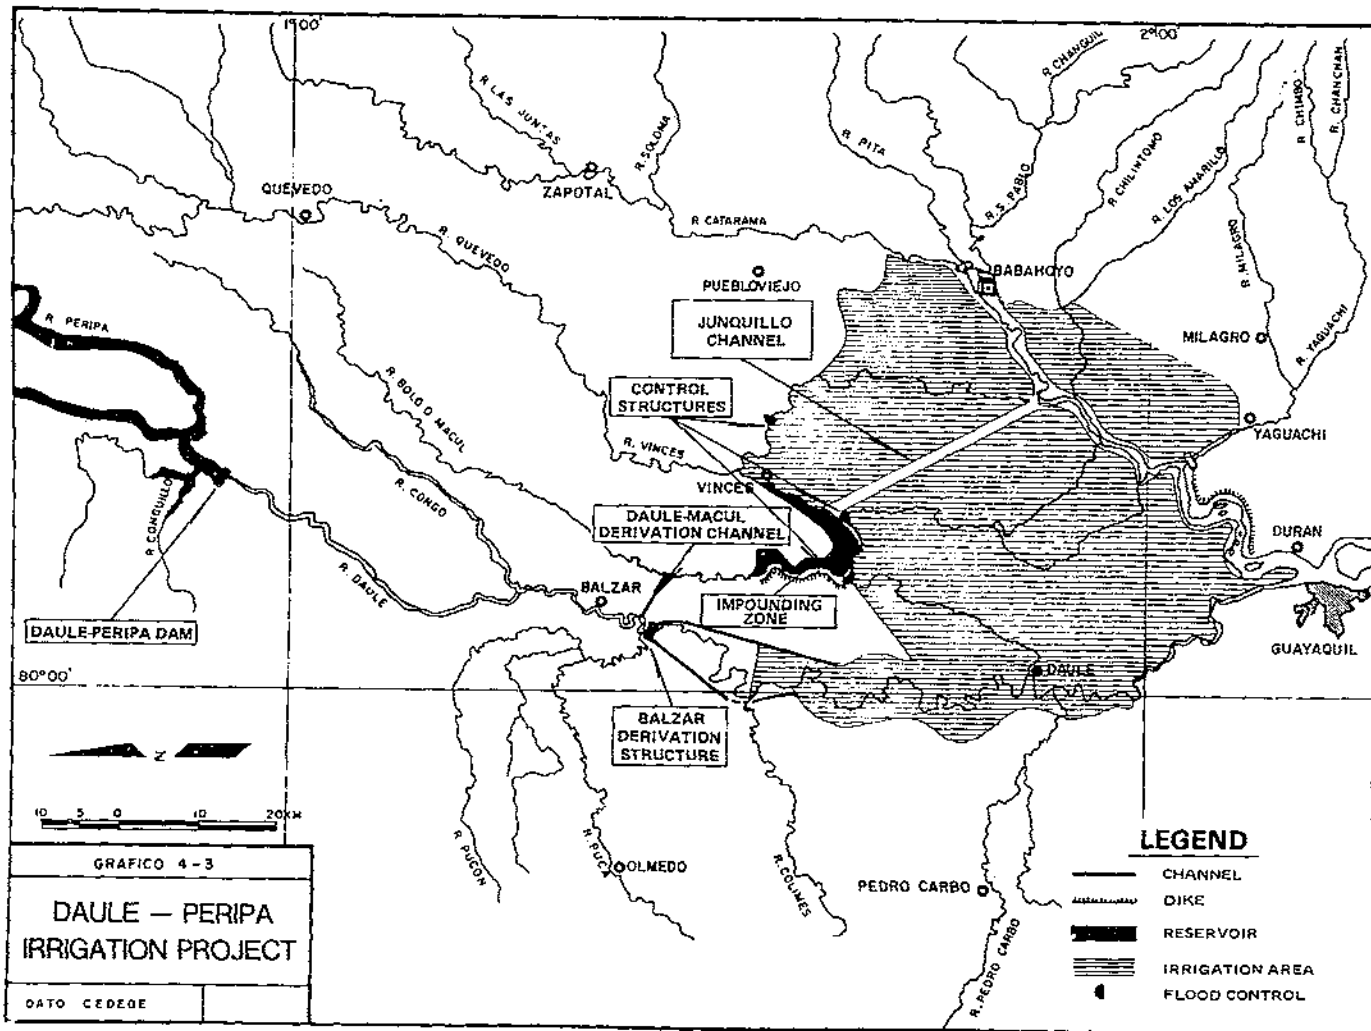 1°00'
2°00'
R. LAS JUNTAS
R. SOLOMA
R. PITA
R. CHANGUIL
R. CHIMBO
R. CHANCHAN
R. S. PABLO
R. CHILINTOMO
R. LOS AMARILLO
ZAPOTAL
QUEVEDO
R. QUEVEDO
R. CATARAMA
BABAHOYO
PUEBLOVIEJO
R. MILAGRO
MILAGRO
R. YAGUACHI
YAGUACHI
R. PERIPA
JUNQUILLO
CHANNEL
R. BOLO D MACUL
CONTROL
STRUCTURES
R. VINCES
VINCES
R. CONGO
R. CONGUILLO
DAULE-MACUL
DERIVATION CHANNEL
DURAN
R. DAULE
BALZAR
IMPOUNDING
ZONE
DAULE-PERIPA DAM
GUAYAQUIL
DAULE
80°00'
BALZAR
DERIVATION
STRUCTURE
N
10 5 0 10 20KM
R. PUCON
R. PUCA
OLMEDO
R. COLIMES
PEDRO CARBO
R. PEDRO CARBO
GRAFICO 4-3
DAULE — PERIPA
IRRIGATION PROJECT
DATO CEDEGE
LEGEND
CHANNEL
DIKE
RESERVOIR
IRRIGATION AREA
FLOOD CONTROL